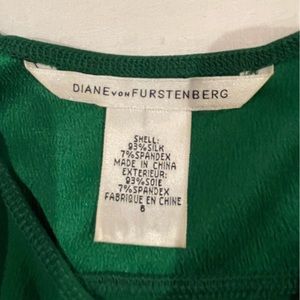 DIANE VON FURSTENBERG
SHELL:
93%SILK
7%SPANDEX
MADE IN CHINA
EXTERIEUR:
93%SOIE
7%SPANDEX
FABRIQUE EN CHINE
6